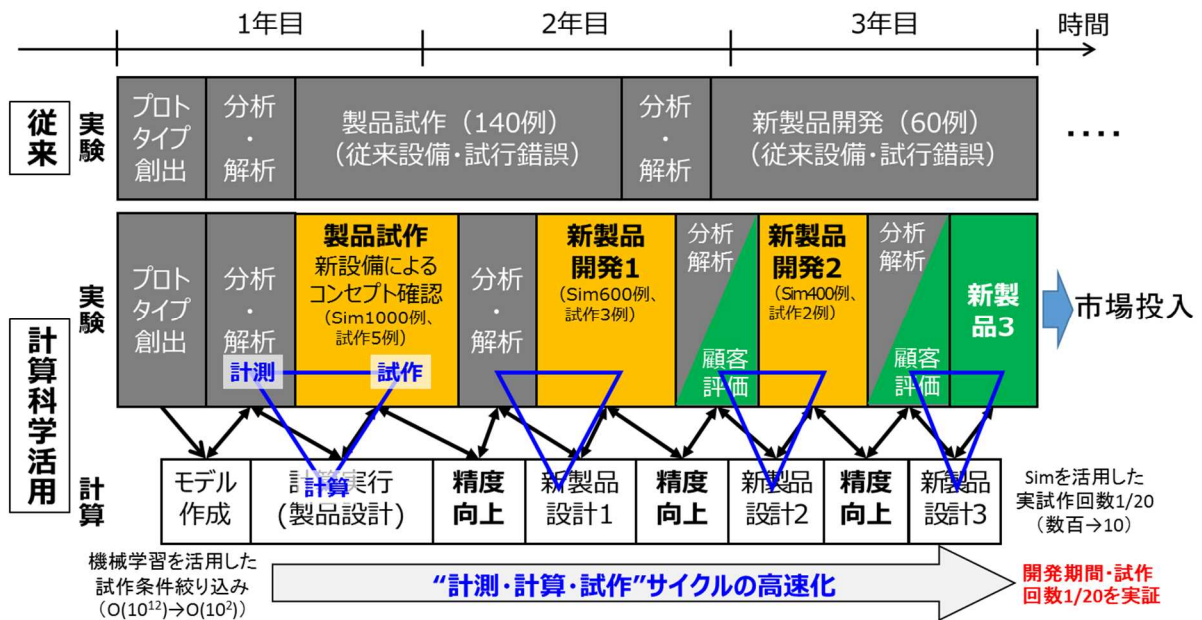 1年目
2年目
3年目
時間
従来
実験
プロト
タイプ
創出
分析
・
解析
製品試作（140例）
（従来設備・試行錯誤）
分析
・
解析
新製品開発（60例）
（従来設備・試行錯誤）
‥‥
計算科学活用
実験
プロト
タイプ
創出
分析
・
解析
製品試作
新設備による
コンセプト確認
（Sim1000例、
試作5例）
分析
・
解析
新製品
開発1
（Sim600例、
試作3例）
分析
解析
顧客
評価
新製品
開発2
（Sim400例、
試作2例）
分析
解析
顧客
評価
新製
品3
市場投入
計測
試作
計算
計算
モデル
作成
計算実行
(製品設計)
精度
向上
新製品
設計1
精度
向上
新製品
設計2
精度
向上
新製品
設計3
Simを活用した
実試作回数1/20
（数百→10）
機械学習を活用した
試作条件絞り込み
（O(10¹²)→O(10²)）
“計測・計算・試作”サイクルの高速化
開発期間・試作
回数1/20を実証